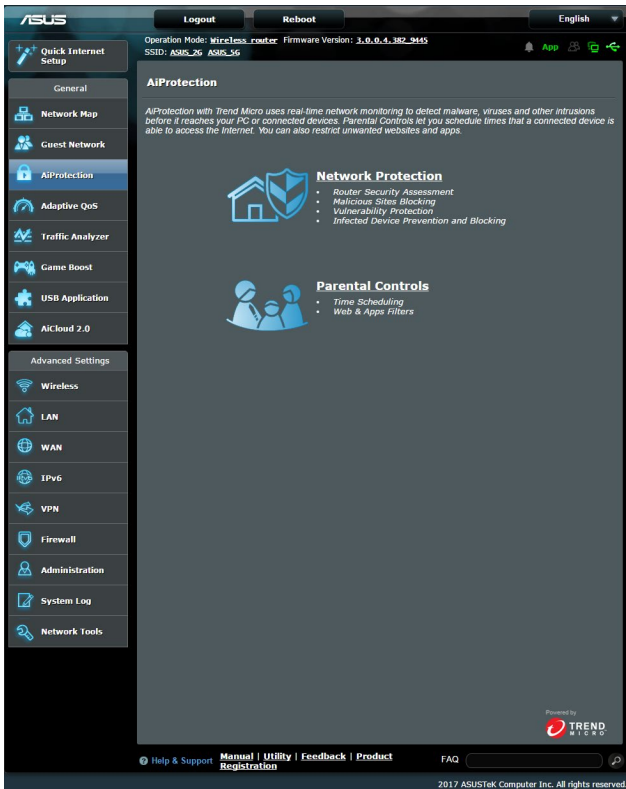 ASUS
Logout
Reboot
English
Quick Internet
Setup
Operation Mode: Wireless router Firmware Version: 3.0.0.4.382_9445
SSID: ASUS_2G ASUS_5G
App
General
Network Map
Guest Network
AiProtection
Adaptive QoS
Traffic Analyzer
Game Boost
USB Application
AiCloud 2.0
Advanced Settings
Wireless
LAN
WAN
IPv6
VPN
Firewall
Administration
System Log
Network Tools
AiProtection
AiProtection with Trend Micro uses real-time network monitoring to detect malware, viruses and other intrusions
before it reaches your PC or connected devices. Parental Controls let you schedule times that a connected device is
able to access the Internet. You can also restrict unwanted websites and apps.
Network Protection
• Router Security Assessment
• Malicious Sites Blocking
• Vulnerability Protection
• Infected Device Prevention and Blocking
Parental Controls
• Time Scheduling
• Web & Apps Filters
Powered by
TREND
MICRO
Help & Support
Manual | Utility | Feedback | Product
Registration
FAQ
2017 ASUSTeK Computer Inc. All rights reserved